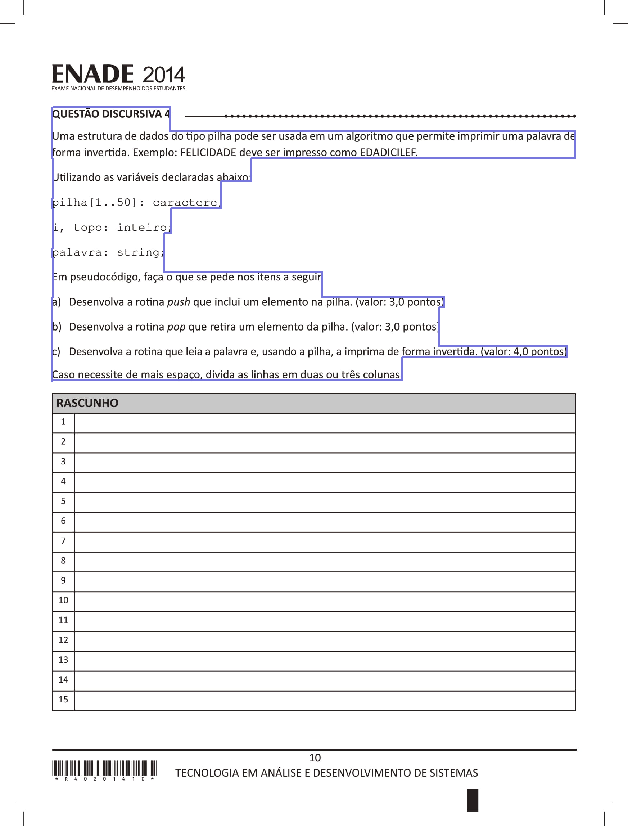 ENADE 2014
EXAME NACIONAL DE DESEMPENHO DOS ESTUDANTES
QUESTÃO DISCURSIVA 4
Uma estrutura de dados do tipo pilha pode ser usada em um algoritmo que permite imprimir uma palavra de
forma invertida. Exemplo: FELICIDADE deve ser impresso como EDADICILEF.
Utilizando as variáveis declaradas abaixo:
pilha[1..50]: caractere;
i, topo: inteiro;
palavra: string;
Em pseudocódigo, faça o que se pede nos itens a seguir.
a) Desenvolva a rotina push que inclui um elemento na pilha. (valor: 3,0 pontos)
b) Desenvolva a rotina pop que retira um elemento da pilha. (valor: 3,0 pontos)
c) Desenvolva a rotina que leia a palavra e, usando a pilha, a imprima de forma invertida. (valor: 4,0 pontos)
Caso necessite de mais espaço, divida as linhas em duas ou três colunas.
RASCUNHO
1
2
3
4
5
6
7
8
9
10
11
12
13
14
15
10
*R4020141 0*
TECNOLOGIA EM ANÁLISE E DESENVOLVIMENTO DE SISTEMAS